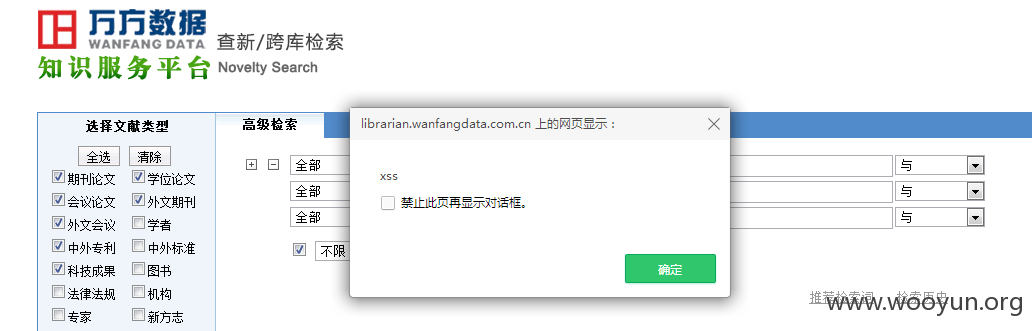 万方数据
WANFANG DATA
知识服务平台
查新/跨库检索
Novelty Search
选择文献类型
全选 清除
期刊论文 学位论文
会议论文 外文期刊
外文会议 学者
中外专利 中外标准
科技成果 图书
法律法规 机构
专家 新方志
高级检索
全部 与
全部 与
全部 与
不限
librarian.wanfangdata.com.cn 上的网页显示：
xss
禁止此页再显示对话框。
确定
推荐检索词 检索历史
www.wooyun.org